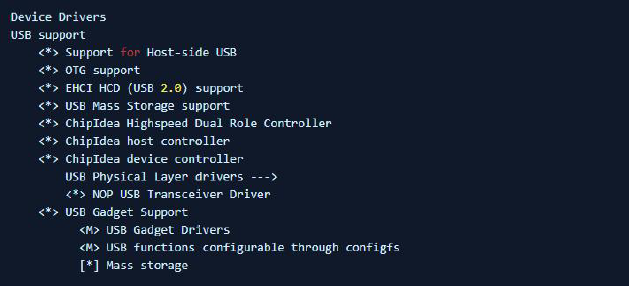 Device Drivers
USB support
<*> Support for Host-side USB
<*> OTG support
<*> EHCI HCD (USB 2.0) support
<*> USB Mass Storage support
<*> ChipIdea Highspeed Dual Role Controller
<*> ChipIdea host controller
<*> ChipIdea device controller
USB Physical Layer drivers --->
<*> NOP USB Transceiver Driver
<*> USB Gadget Support
<M> USB Gadget Drivers
<M> USB functions configurable through configfs
[*] Mass storage